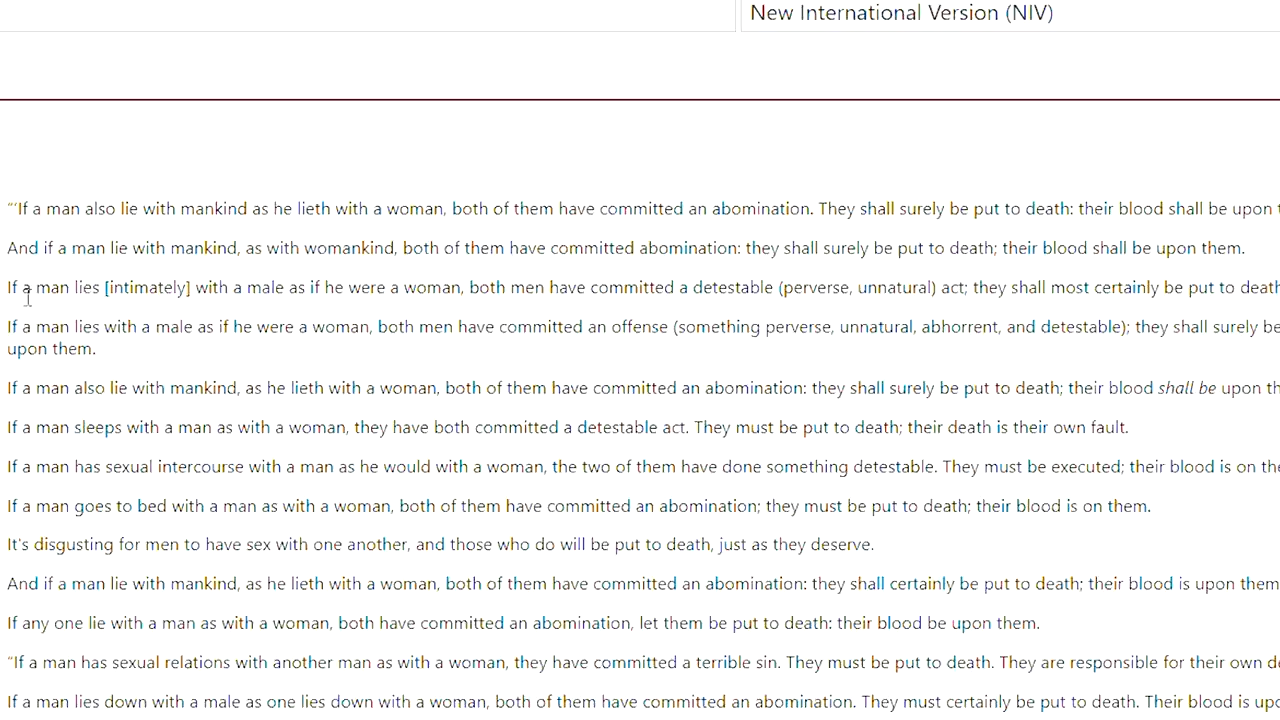 New International Version (NIV)
“‘If a man also lie with mankind as he lieth with a woman, both of them have committed an abomination. They shall surely be put to death: their blood shall be upon
And if a man lie with mankind, as with womankind, both of them have committed abomination: they shall surely be put to death; their blood shall be upon them.
If a man lies [intimately] with a male as if he were a woman, both men have committed a detestable (perverse, unnatural) act; they shall most certainly be put to death
If a man lies with a male as if he were a woman, both men have committed an offense (something perverse, unnatural, abhorrent, and detestable); they shall surely be
upon them.
If a man also lie with mankind, as he lieth with a woman, both of them have committed an abomination: they shall surely be put to death; their blood shall be upon th
If a man sleeps with a man as with a woman, they have both committed a detestable act. They must be put to death; their death is their own fault.
If a man has sexual intercourse with a man as he would with a woman, the two of them have done something detestable. They must be executed; their blood is on the
If a man goes to bed with a man as with a woman, both of them have committed an abomination; they must be put to death; their blood is on them.
It's disgusting for men to have sex with one another, and those who do will be put to death, just as they deserve.
And if a man lie with mankind, as he lieth with a woman, both of them have committed an abomination: they shall certainly be put to death; their blood is upon them
If any one lie with a man as with a woman, both have committed an abomination, let them be put to death: their blood be upon them.
“If a man has sexual relations with another man as with a woman, they have committed a terrible sin. They must be put to death. They are responsible for their own d
If a man lies down with a male as one lies down with a woman, both of them have committed an abomination. They must certainly be put to death. Their blood is upo